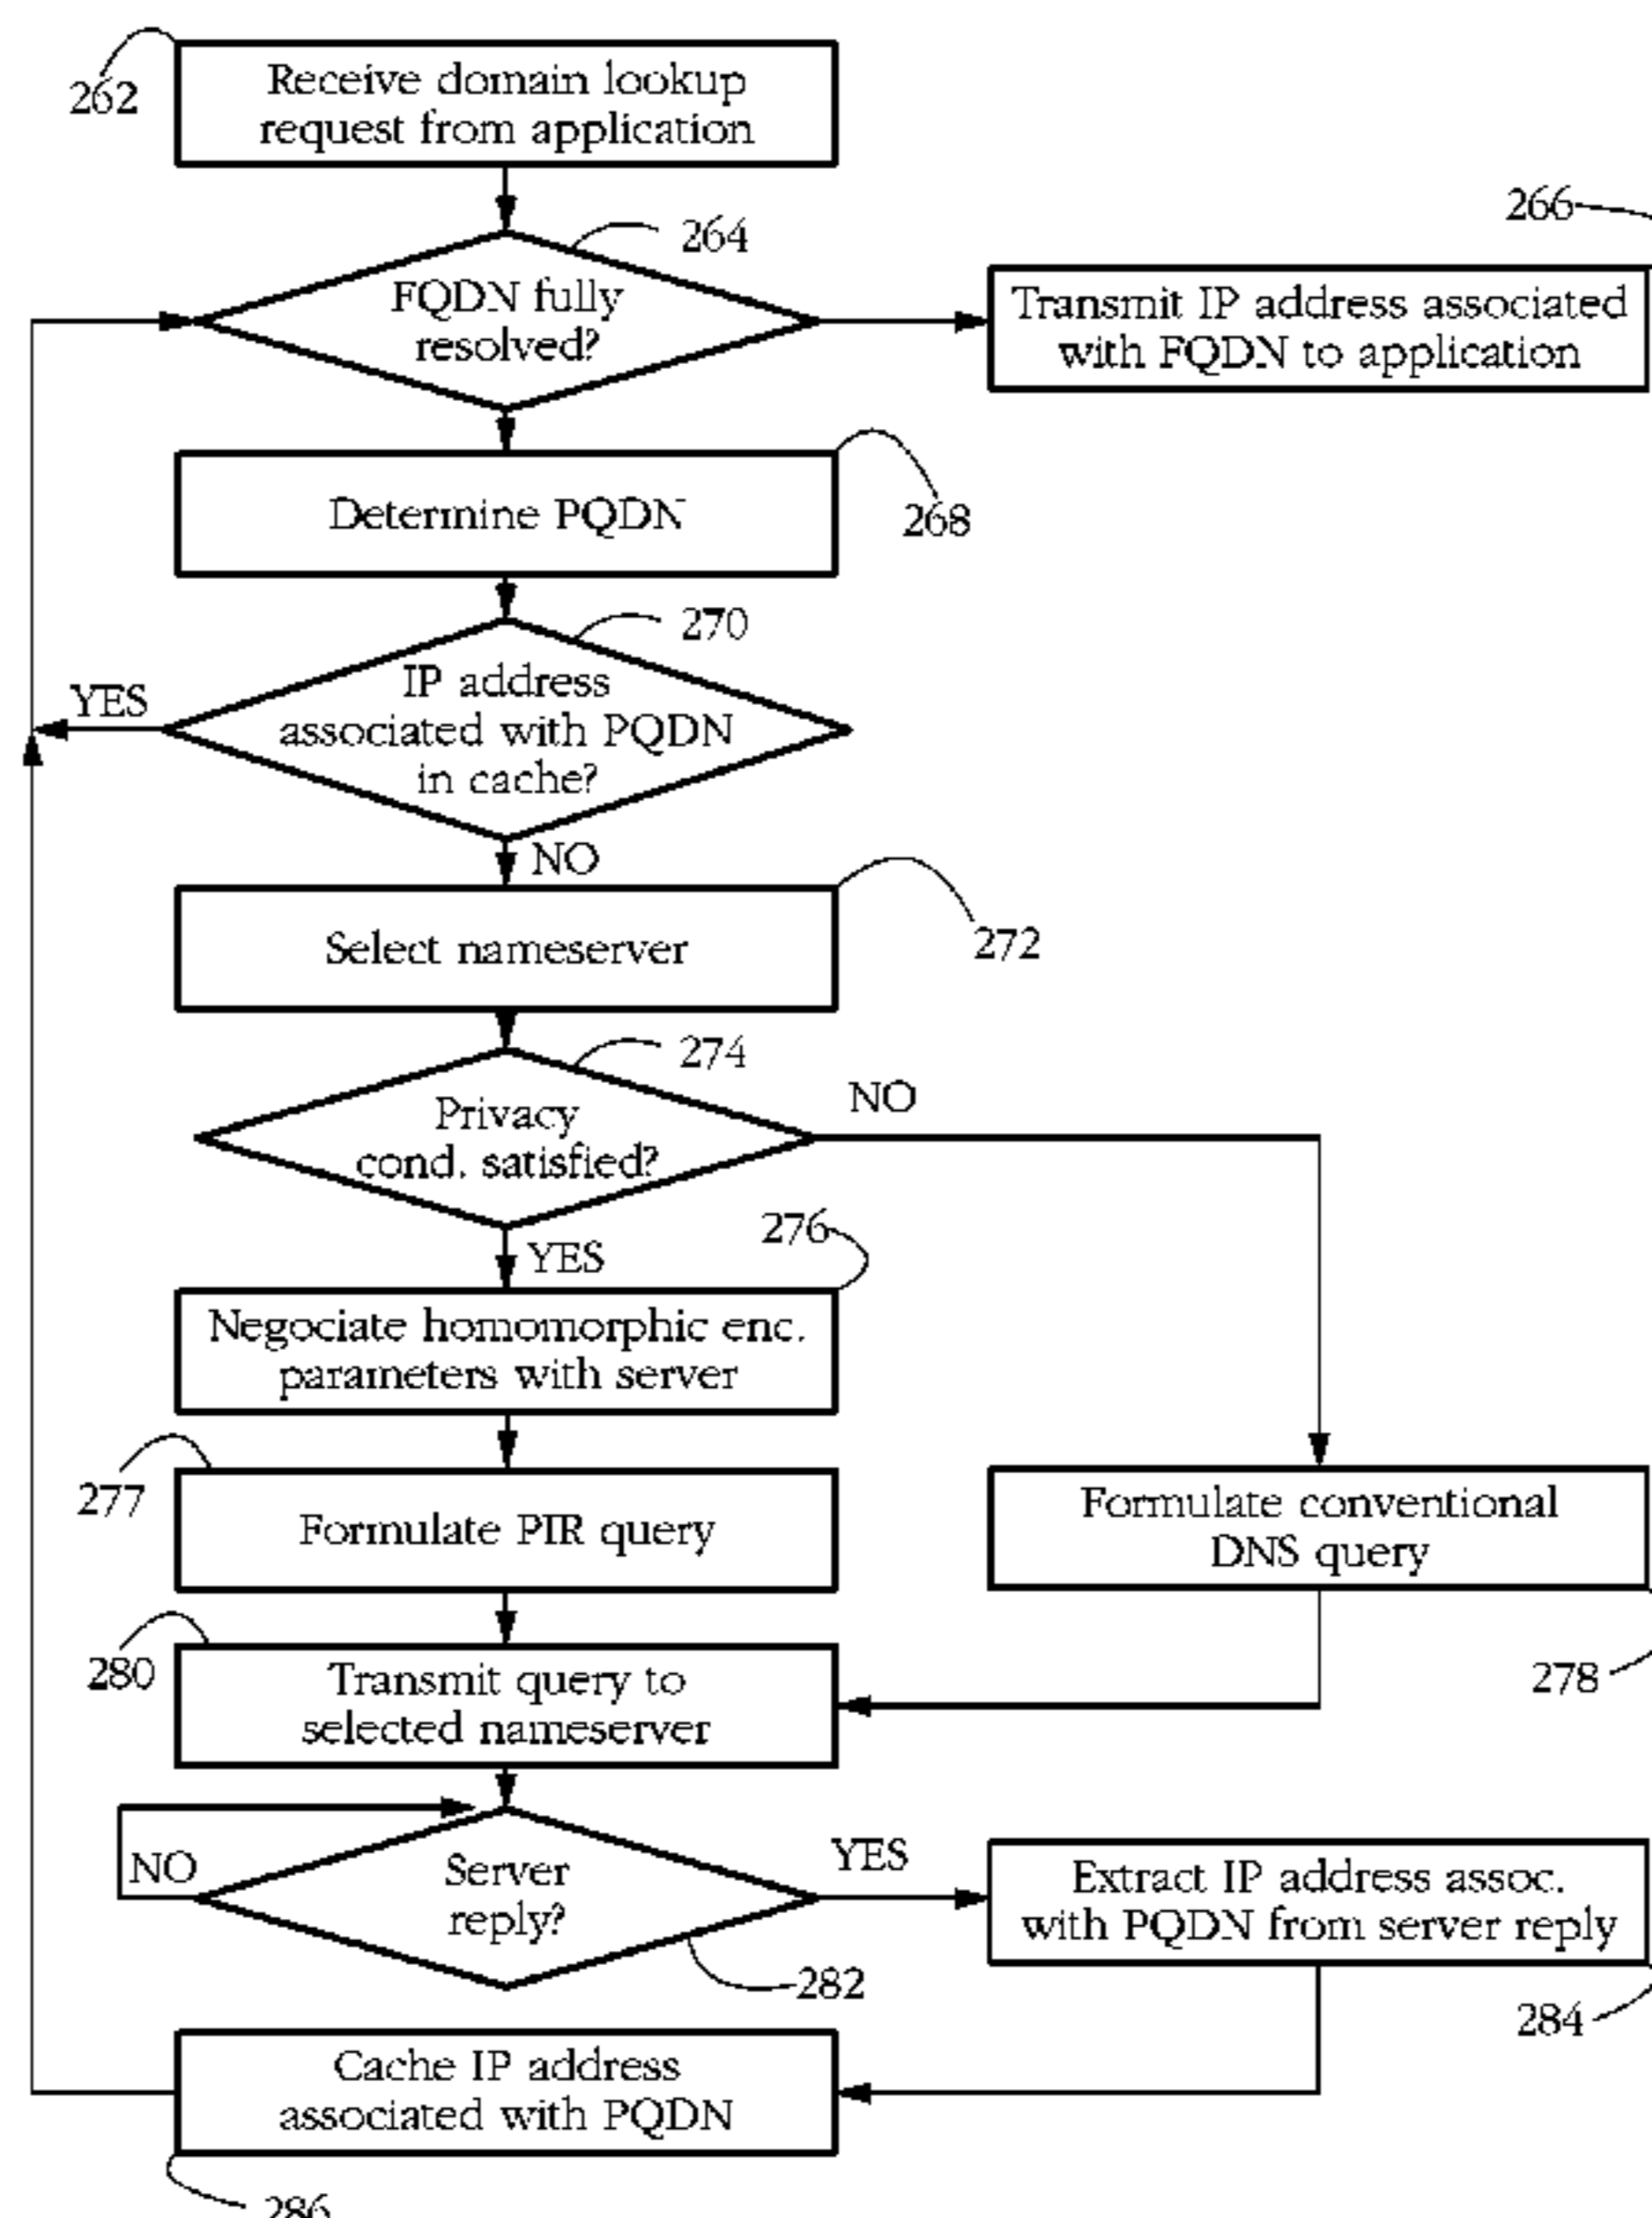 262
Receive domain lookup
request from application
264
266
FQDN fully
resolved?
Transmit IP address associated
with FQDN to application
Determine PQDN
268
270
YES
IP address
associated with PQDN
in cache?
NO
Select nameserver
272
274
NO
Privacy
cond. satisfied?
YES
276
Negociate homomorphic enc.
parameters with server
277
Formulate PIR query
Formulate conventional
DNS query
278
280
Transmit query to
selected nameserver
NO
Server
reply?
YES
282
Extract IP address assoc.
with PQDN from server reply
284
Cache IP address
associated with PQDN
286